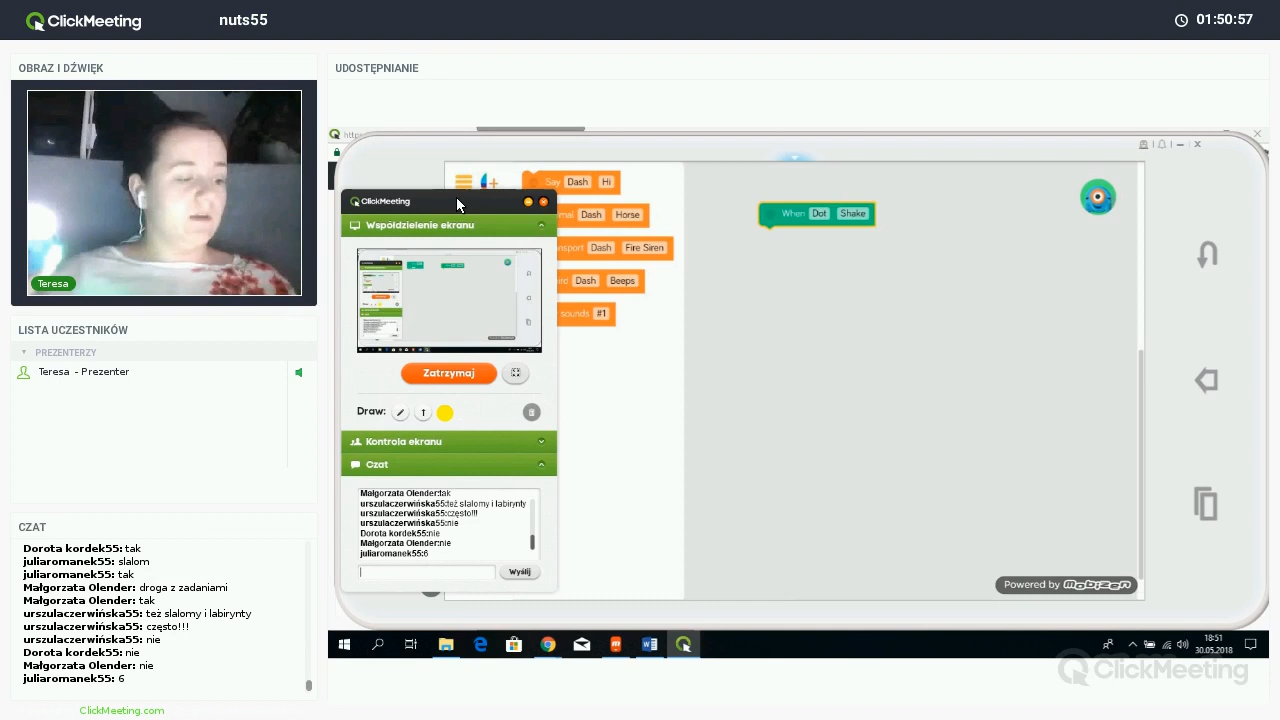 ClickMeeting
nuts55
01:50:57
OBRAZ I DŹWIĘK
Teresa
LISTA UCZESTNIKÓW
PREZENTERZY
Teresa - Prezenter
CZAT
Dorota kordek55: tak
juliaromanek55: slalom
juliaromanek55: tak
Małgorzata Olender: droga z zadaniami
Małgorzata Olender: tak
urszulaczerwińska55: też slalomy i labirynty
urszulaczerwińska55: często!!!
urszulaczerwińska55: nie
Dorota kordek55: nie
Małgorzata Olender: nie
juliaromanek55: 6
ClickMeeting.com
UDOSTĘPNIANIE
Say Dash Hi
Dash Horse
Dash Fire Siren
Dash Beeps
sounds #1
When Dot Shake
ClickMeeting
Współdzielenie ekranu
Zatrzymaj
Draw:
Kontrola ekranu
Czat
Małgorzata Olender:tak
urszulaczerwińska55:też slalomy i labirynty
urszulaczerwińska55:często!!!
urszulaczerwińska55:nie
Dorota kordek55:nie
Małgorzata Olender:nie
juliaromanek55:6
Wyślij
Powered by mobizen
18:51
30.05.2018
ClickMeeting